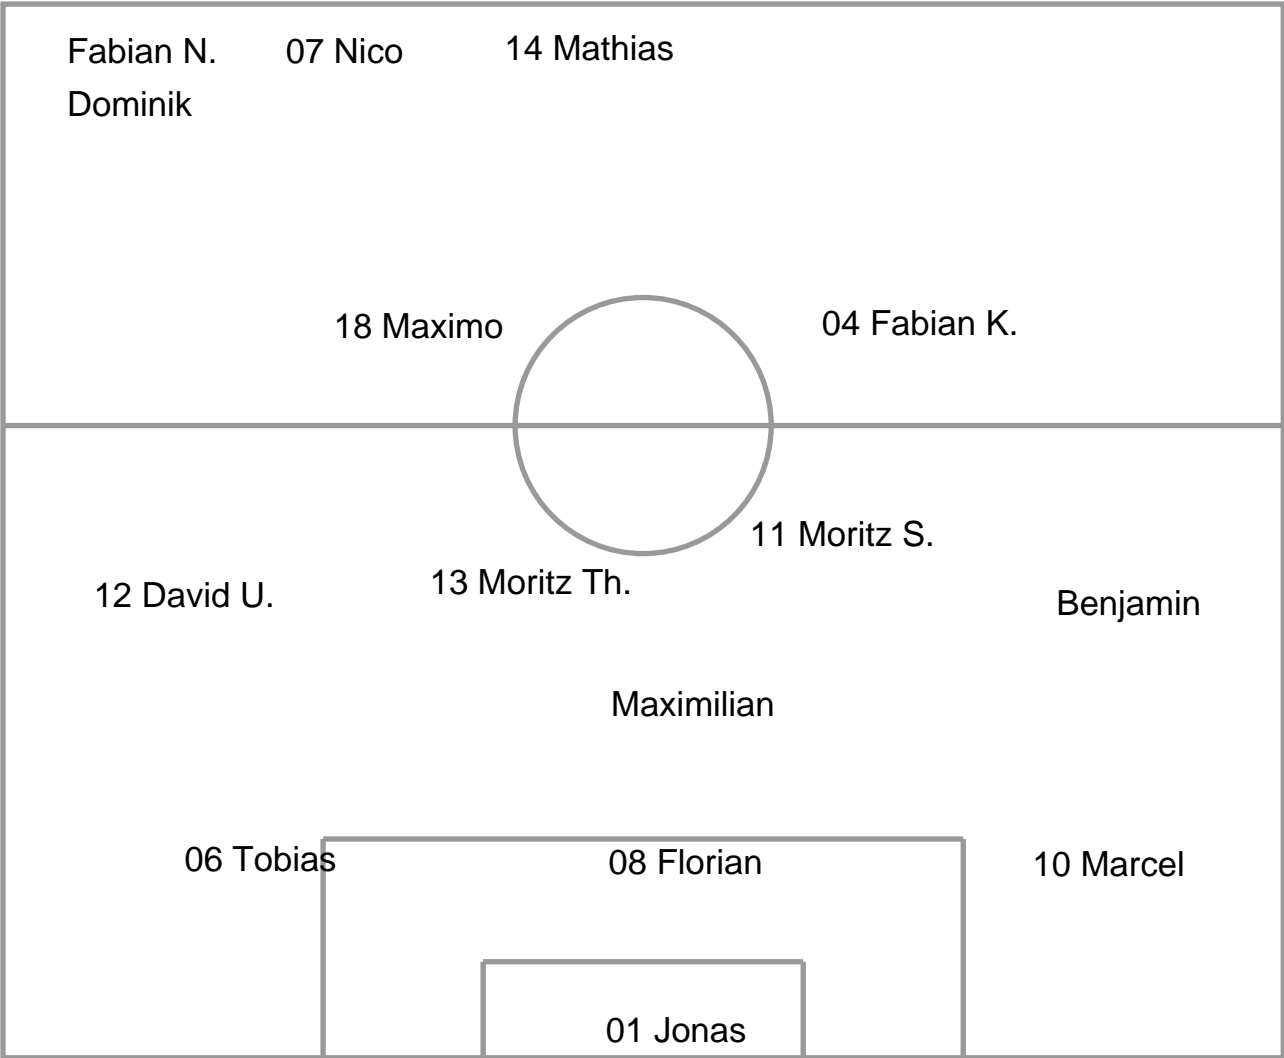 Fabian N. 07 Nico 14 Mathias
Dominik
18 Maximo 04 Fabian K.
11 Moritz S.
12 David U. 13 Moritz Th. Benjamin
Maximilian
06 Tobias 08 Florian 10 Marcel
01 Jonas